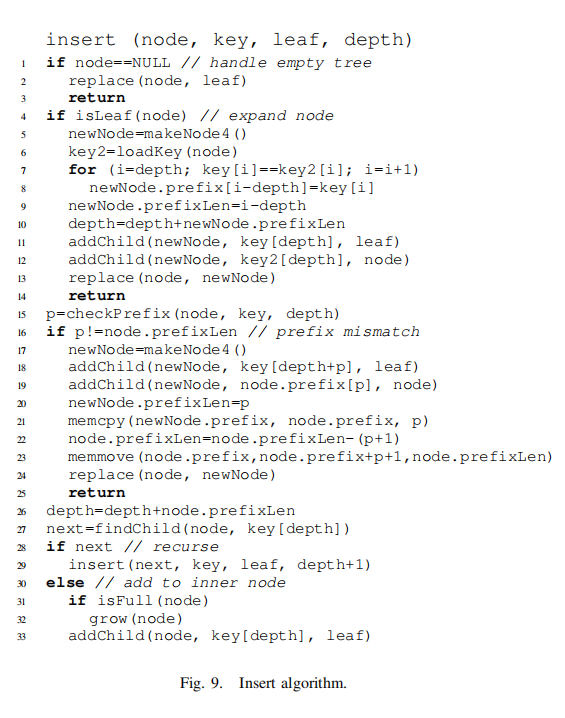 insert (node, key, leaf, depth)
1 if node==NULL // handle empty tree
2 replace(node, leaf)
3 return
4 if isLeaf(node) // expand node
5 newNode=makeNode4()
6 key2=loadKey(node)
7 for (i=depth; key[i]==key2[i]; i=i+1)
8 newNode.prefix[i-depth]=key[i]
9 newNode.prefixLen=i-depth
10 depth=depth+newNode.prefixLen
11 addChild(newNode, key[depth], leaf)
12 addChild(newNode, key2[depth], node)
13 replace(node, newNode)
14 return
15 p=checkPrefix(node, key, depth)
16 if p!=node.prefixLen // prefix mismatch
17 newNode=makeNode4()
18 addChild(newNode, key[depth+p], leaf)
19 addChild(newNode, node.prefix[p], node)
20 newNode.prefixLen=p
21 memcpy(newNode.prefix, node.prefix, p)
22 node.prefixLen=node.prefixLen-(p+1)
23 memmove(node.prefix,node.prefix+p+1,node.prefixLen)
24 replace(node, newNode)
25 return
26 depth=depth+node.prefixLen
27 next=findChild(node, key[depth])
28 if next // recurse
29 insert(next, key, leaf, depth+1)
30 else // add to inner node
31 if isFull(node)
32 grow(node)
33 addChild(node, key[depth], leaf)
Fig. 9. Insert algorithm.